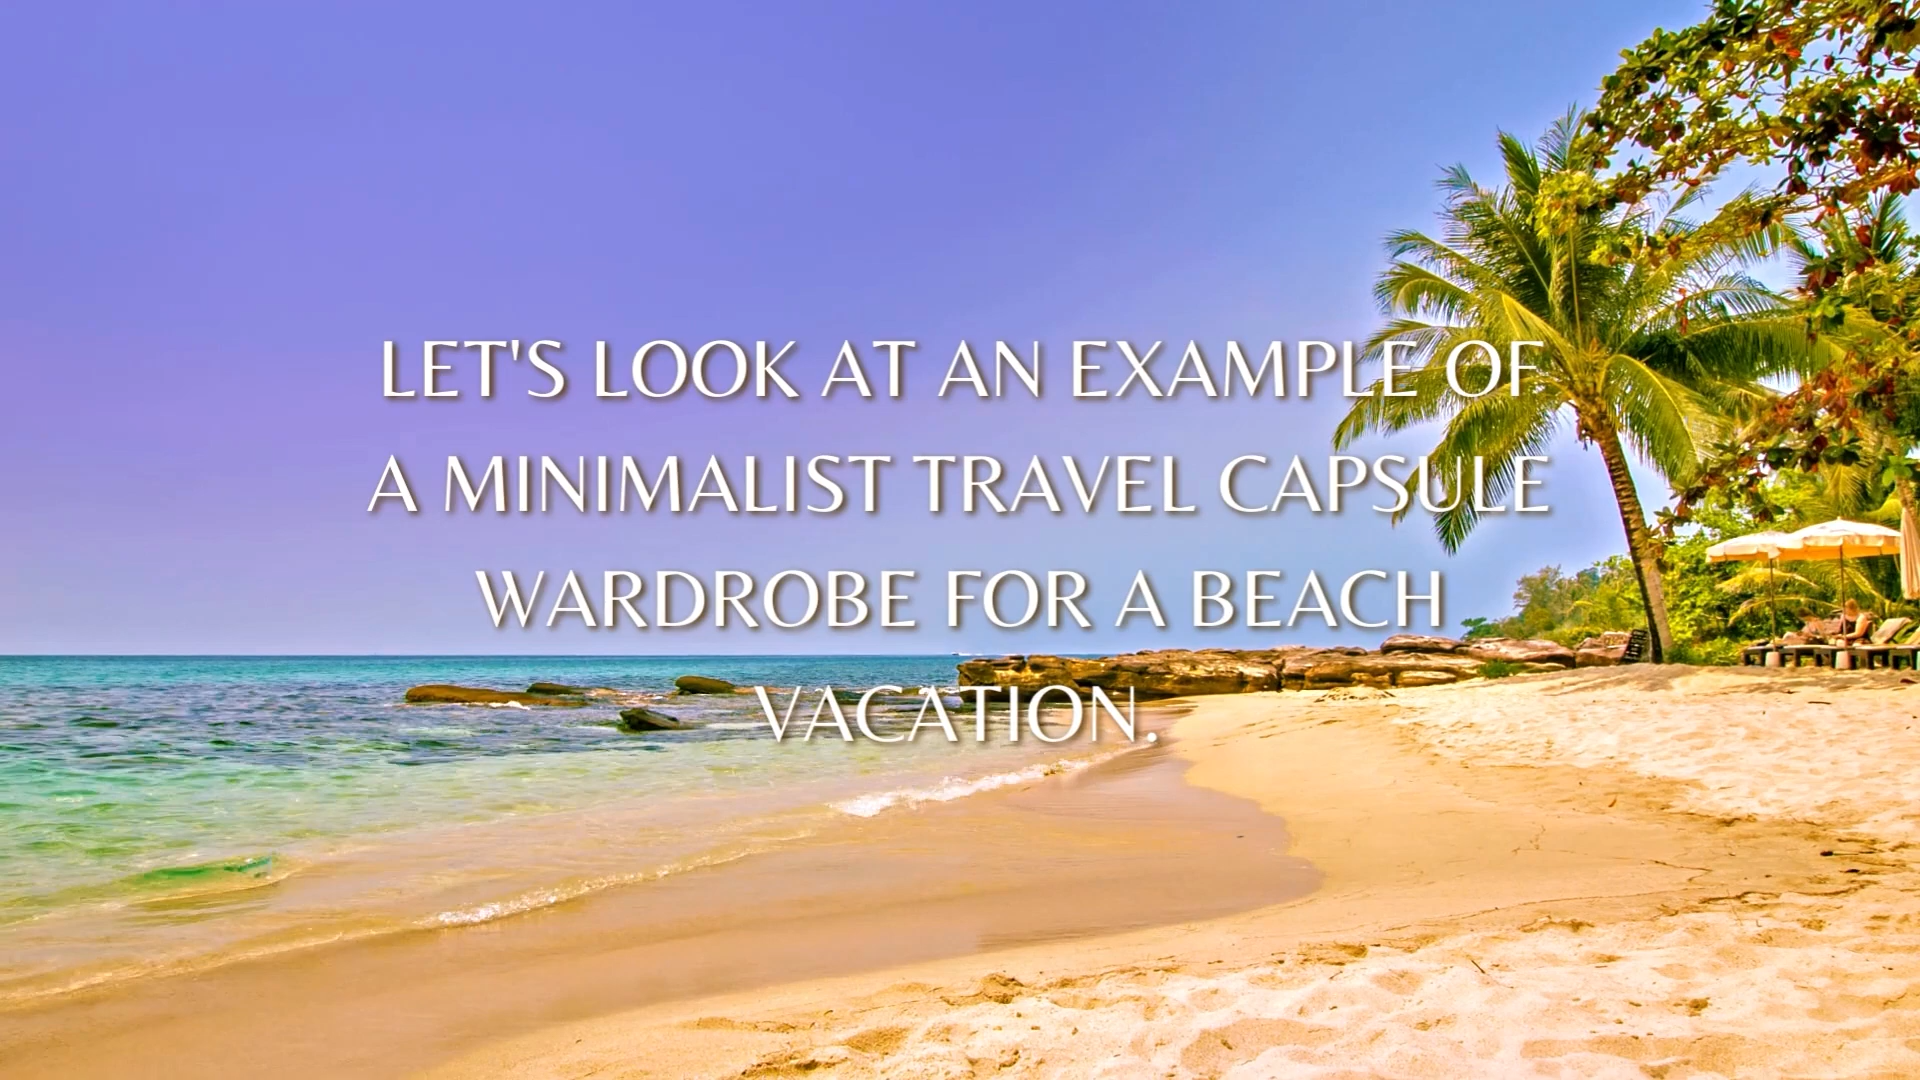 LET'S LOOK AT AN EXAMPLE OF
A MINIMALIST TRAVEL CAPSULE
WARDROBE FOR A BEACH
VACATION.